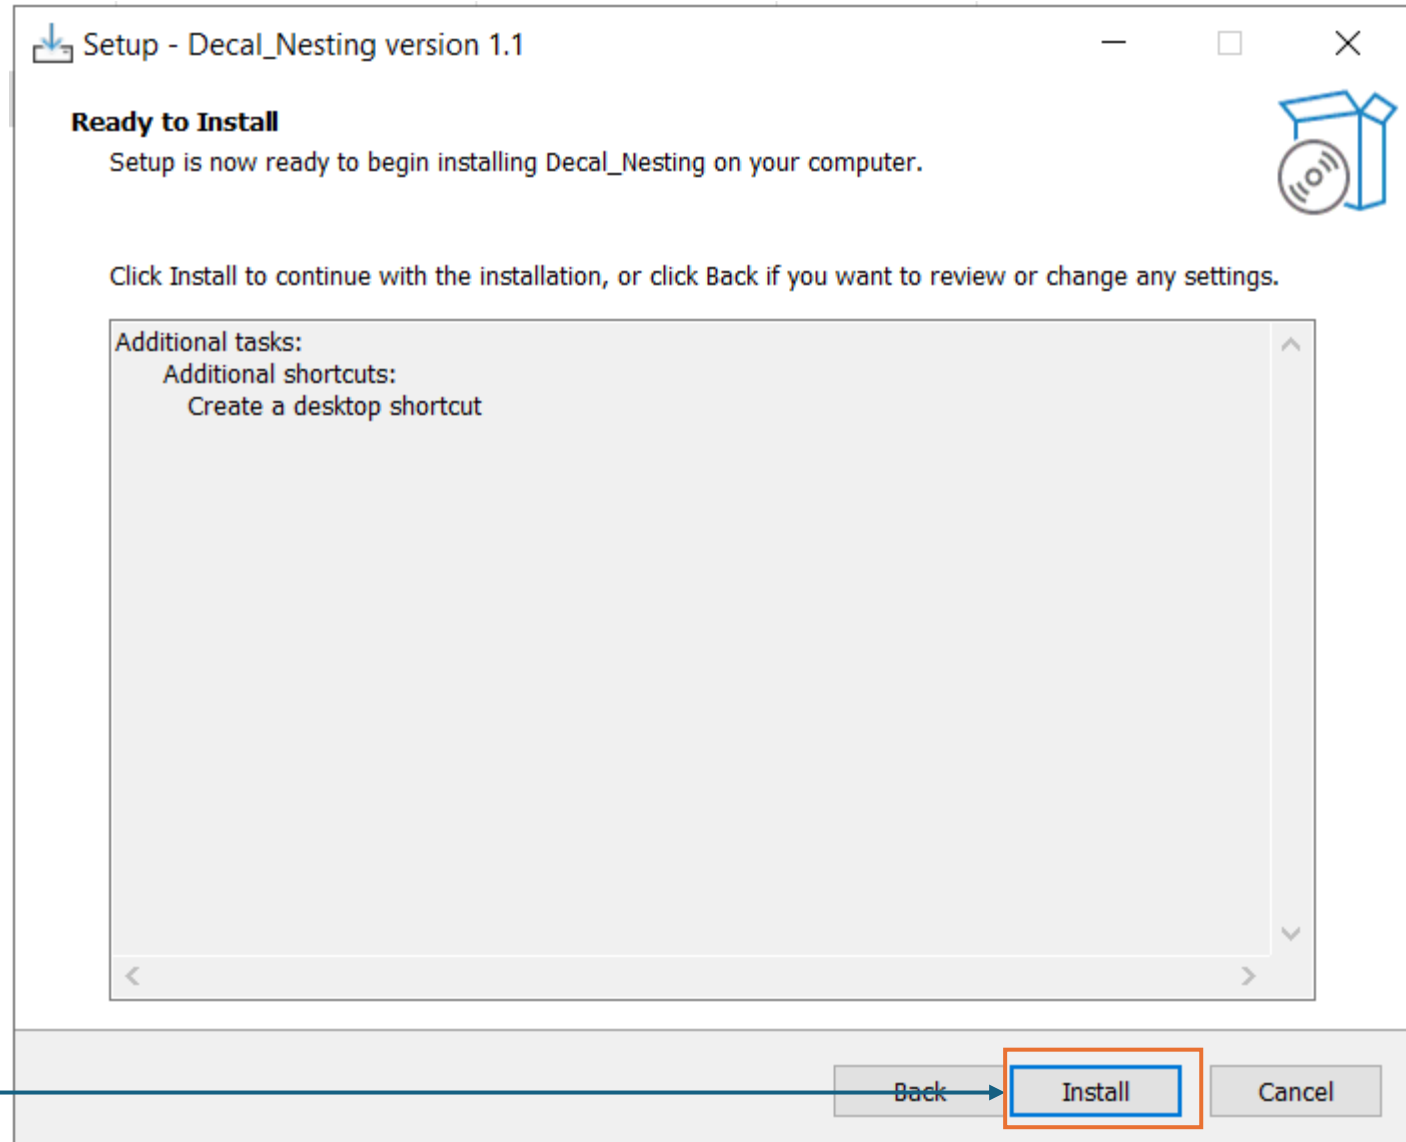 Setup - Decal_Nesting version 1.1
Ready to Install
Setup is now ready to begin installing Decal_Nesting on your computer.
Click Install to continue with the installation, or click Back if you want to review or change any settings.
Additional tasks:
Additional shortcuts:
Create a desktop shortcut
Back
Install
Cancel